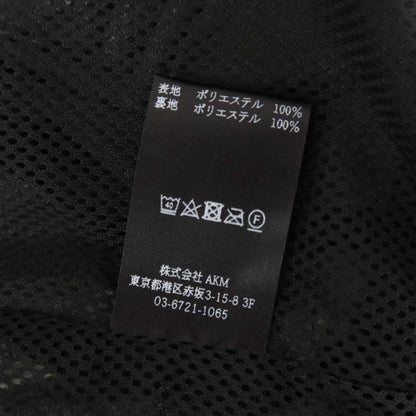 表地 ポリエステル 100%
裏地 ポリエステル 100%
40 F
株式会社 AKM
東京都港区赤坂3-15-8 3F
03-6721-1065